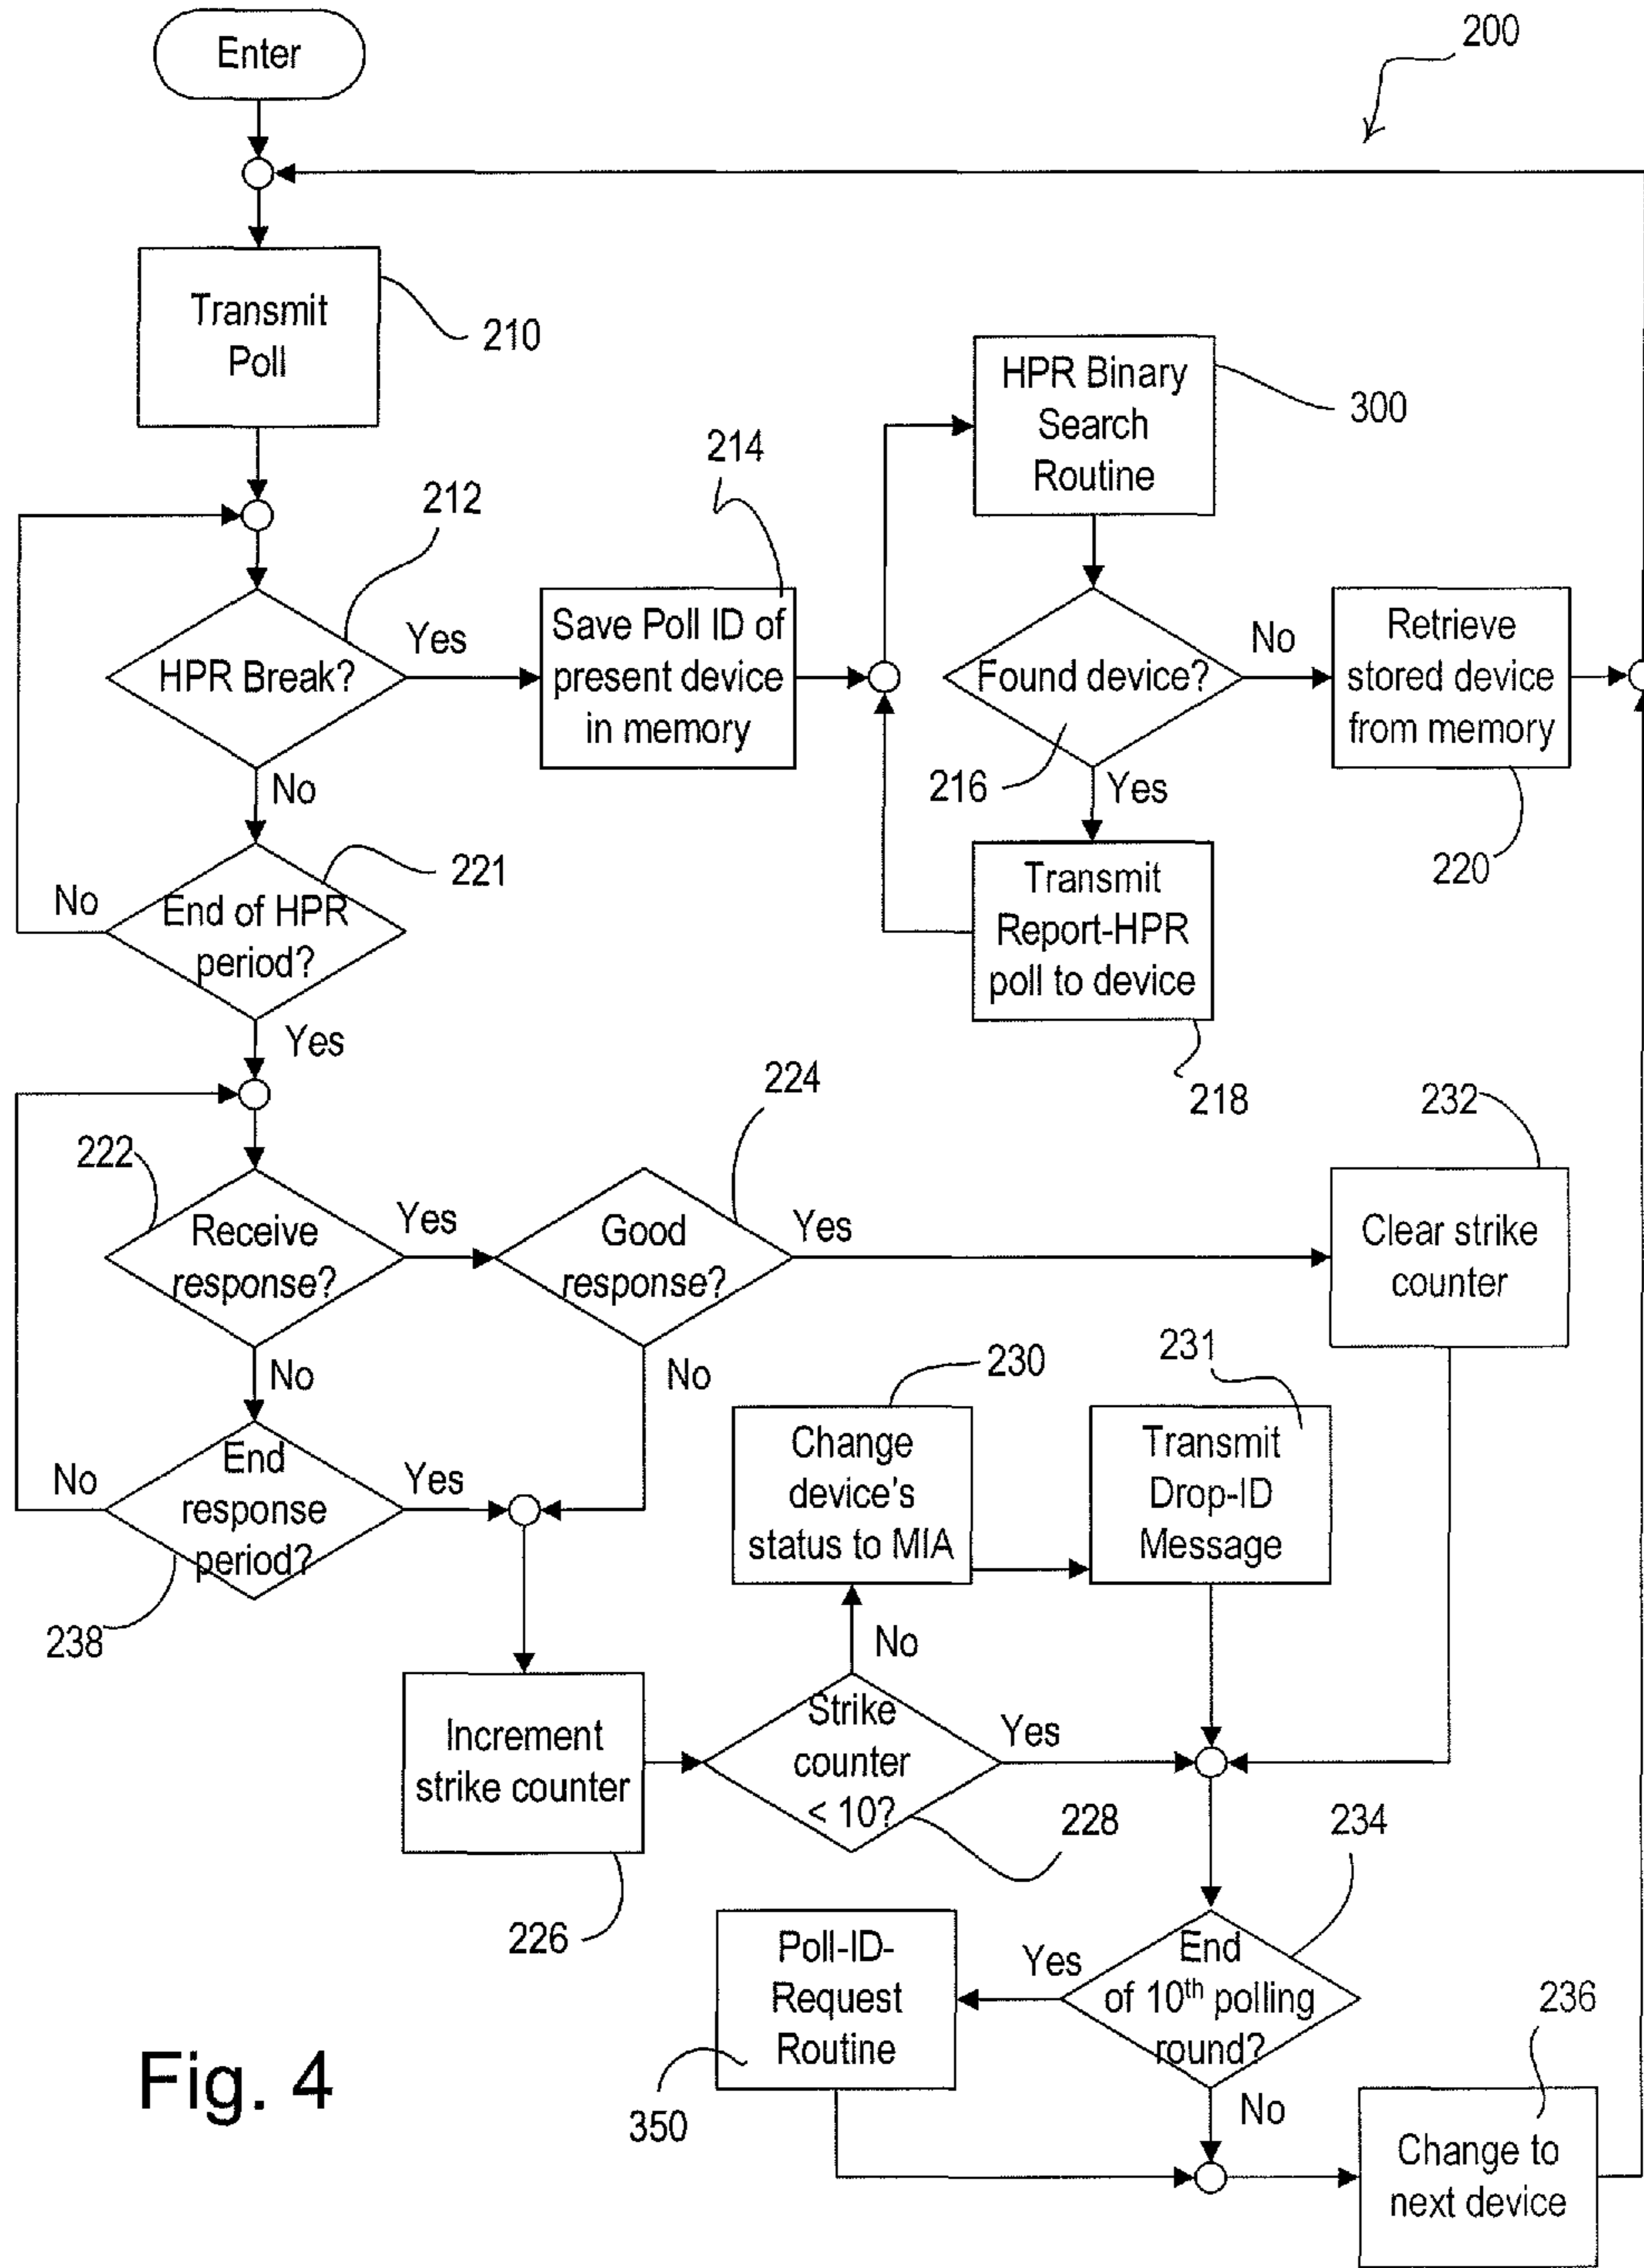 Enter
200
Transmit
Poll
210
HPR Binary
Search
Routine
300
214
212
HPR Break?
Yes
No
Save Poll ID of
present device
in memory
Found device?
216
No
Yes
Retrieve
stored device
from memory
220
End of HPR
period?
221
No
Yes
Transmit
Report-HPR
poll to device
218
222
Receive
response?
Yes
No
224
Good
response?
Yes
No
232
Clear strike
counter
End
response
period?
No
Yes
238
230
Change
device's
status to MIA
231
Transmit
Drop-ID
Message
Increment
strike counter
226
Strike
counter
< 10?
No
Yes
228
234
End
of 10th polling
round?
Yes
No
Poll-ID-
Request
Routine
350
236
Change to
next device
Fig. 4